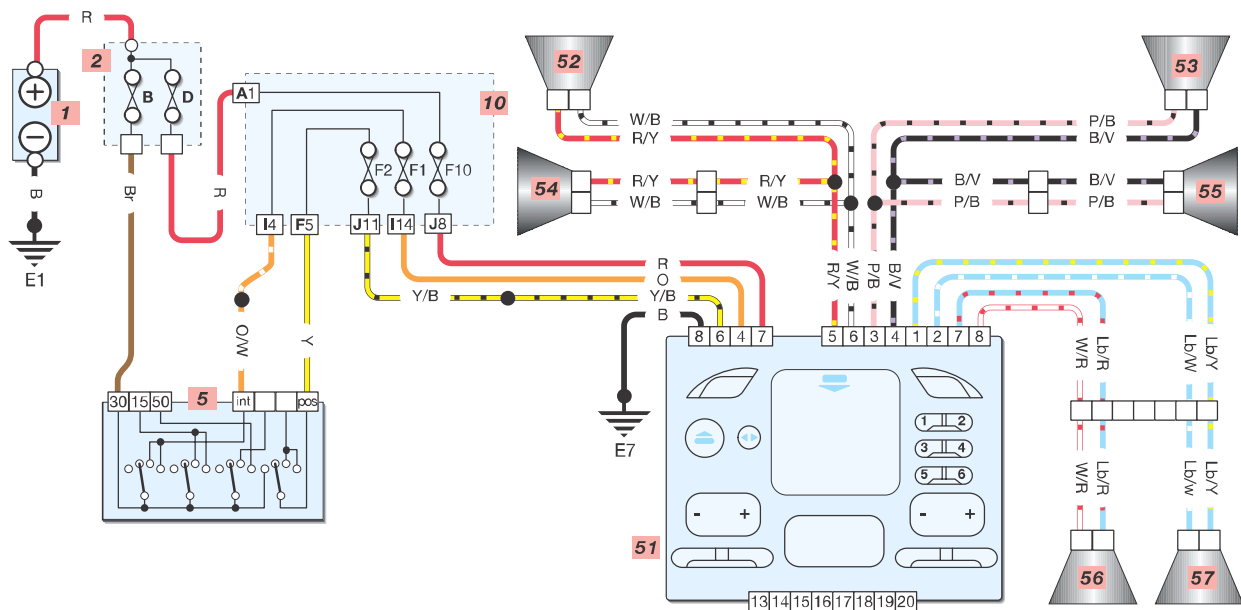 R
2
B
D
1
B
E1
Br
R
A1
10
F2
F1
F10
I4
F5
J11
I14
J8
O/W
Y
R
O
Y/B
Y/B
B
E7
30
15
50
5
int
pos
52
53
54
55
W/B
R/Y
P/B
B/V
R/Y
R/Y
B/V
B/V
W/B
W/B
P/B
P/B
R/Y
W/B
P/B
B/V
8
6
4
7
5
6
3
4
1
2
7
8
1
2
3
4
5
6
-
+
-
+
51
13
14
15
16
17
18
19
20
W/R
Lb/R
Lb/W
Lb/Y
W/R
Lb/R
Lb/w
Lb/Y
56
57